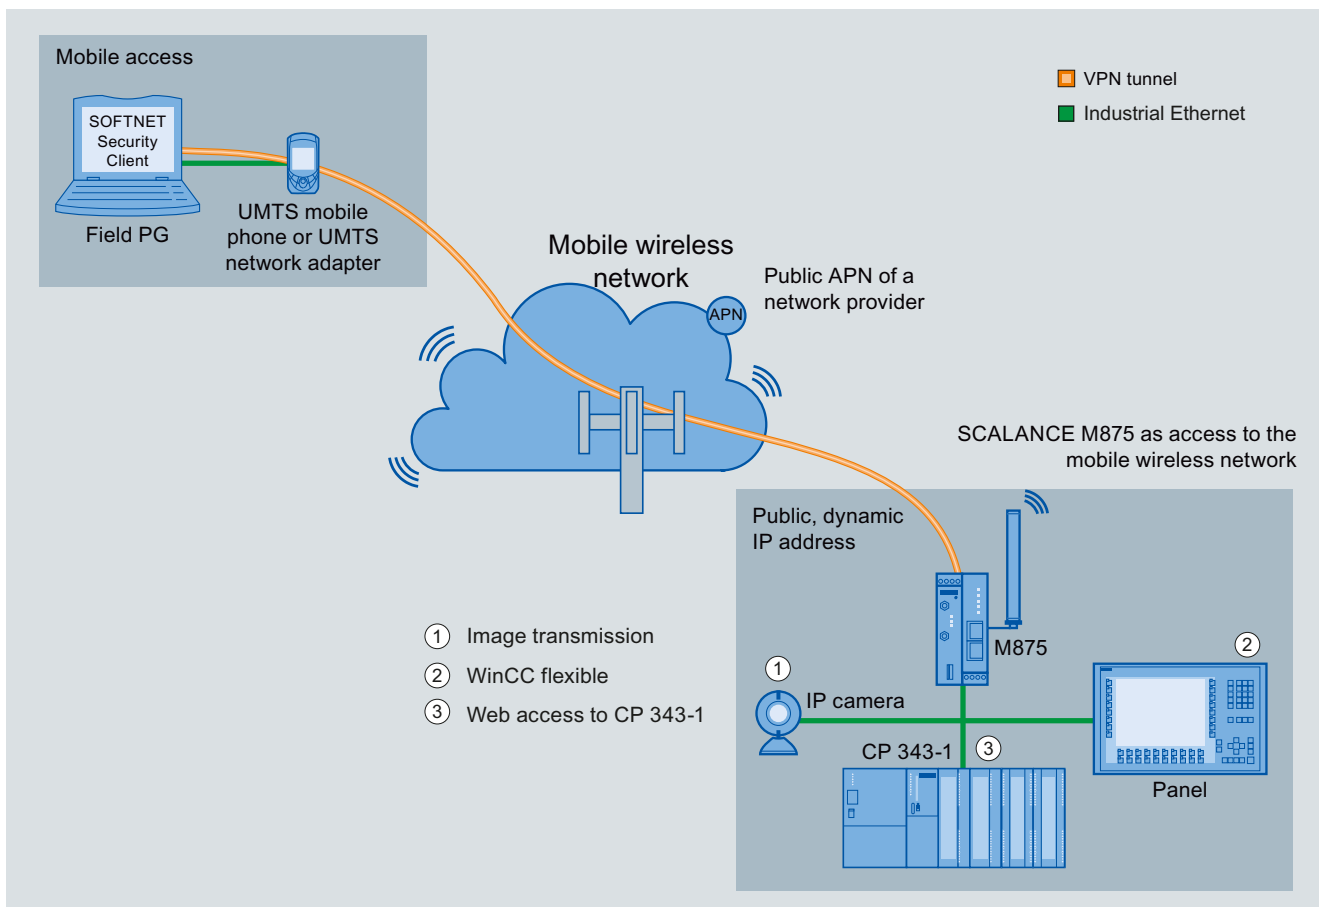 Mobile access
SOFTNET
Security
Client
Field PG
UMTS mobile
phone or UMTS
network adapter
VPN tunnel
Industrial Ethernet
Mobile wireless
network
Public APN of a
network provider
APN
SCALANCE M875 as access to the
mobile wireless network
Public, dynamic
IP address
M875
1 Image transmission
2 WinCC flexible
3 Web access to CP 343-1
1
IP camera
2
CP 343-1
3
Panel